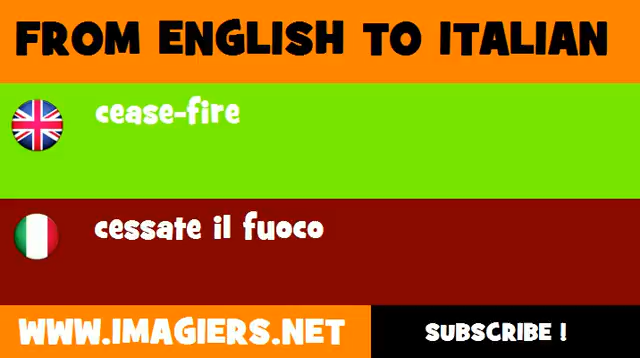 FROM ENGLISH TO ITALIAN
cease-fire
cessate il fuoco
WWW.IMAGIERS.NET
SUBSCRIBE !